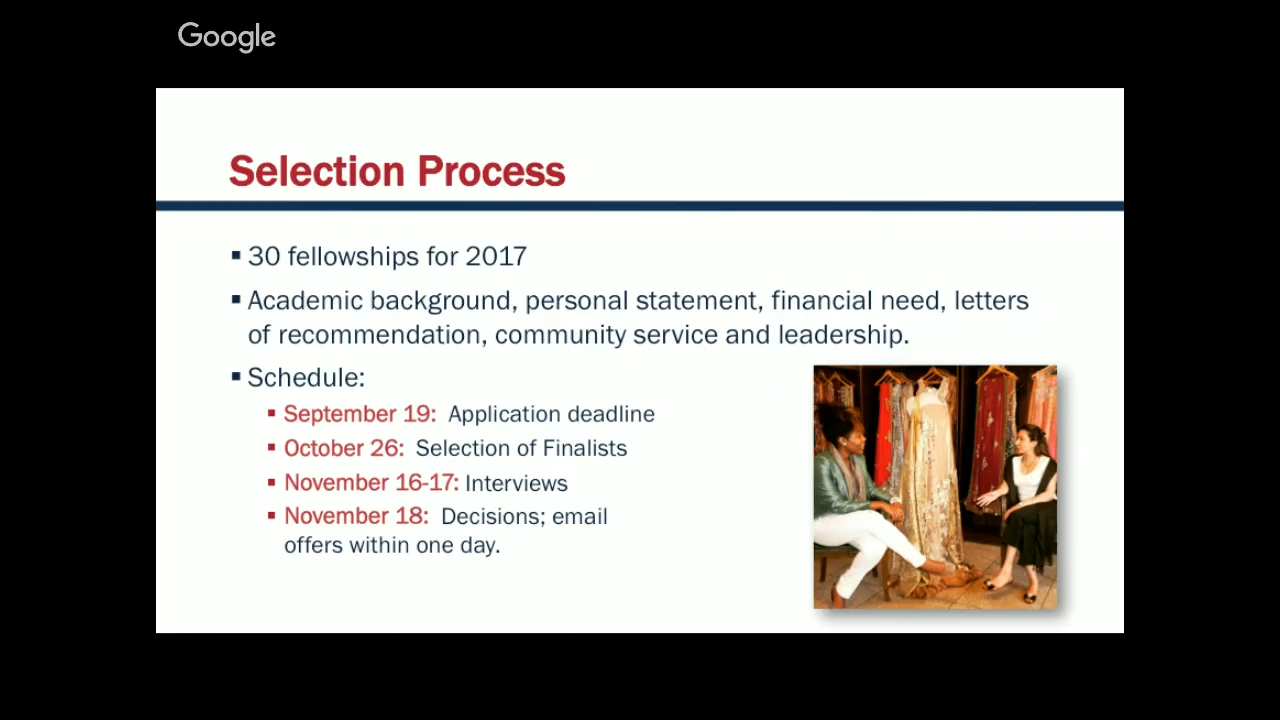 Google
Selection Process
▪ 30 fellowships for 2017
▪ Academic background, personal statement, financial need, letters
of recommendation, community service and leadership.
▪ Schedule:
▪ September 19: Application deadline
▪ October 26: Selection of Finalists
▪ November 16-17: Interviews
▪ November 18: Decisions; email
offers within one day.